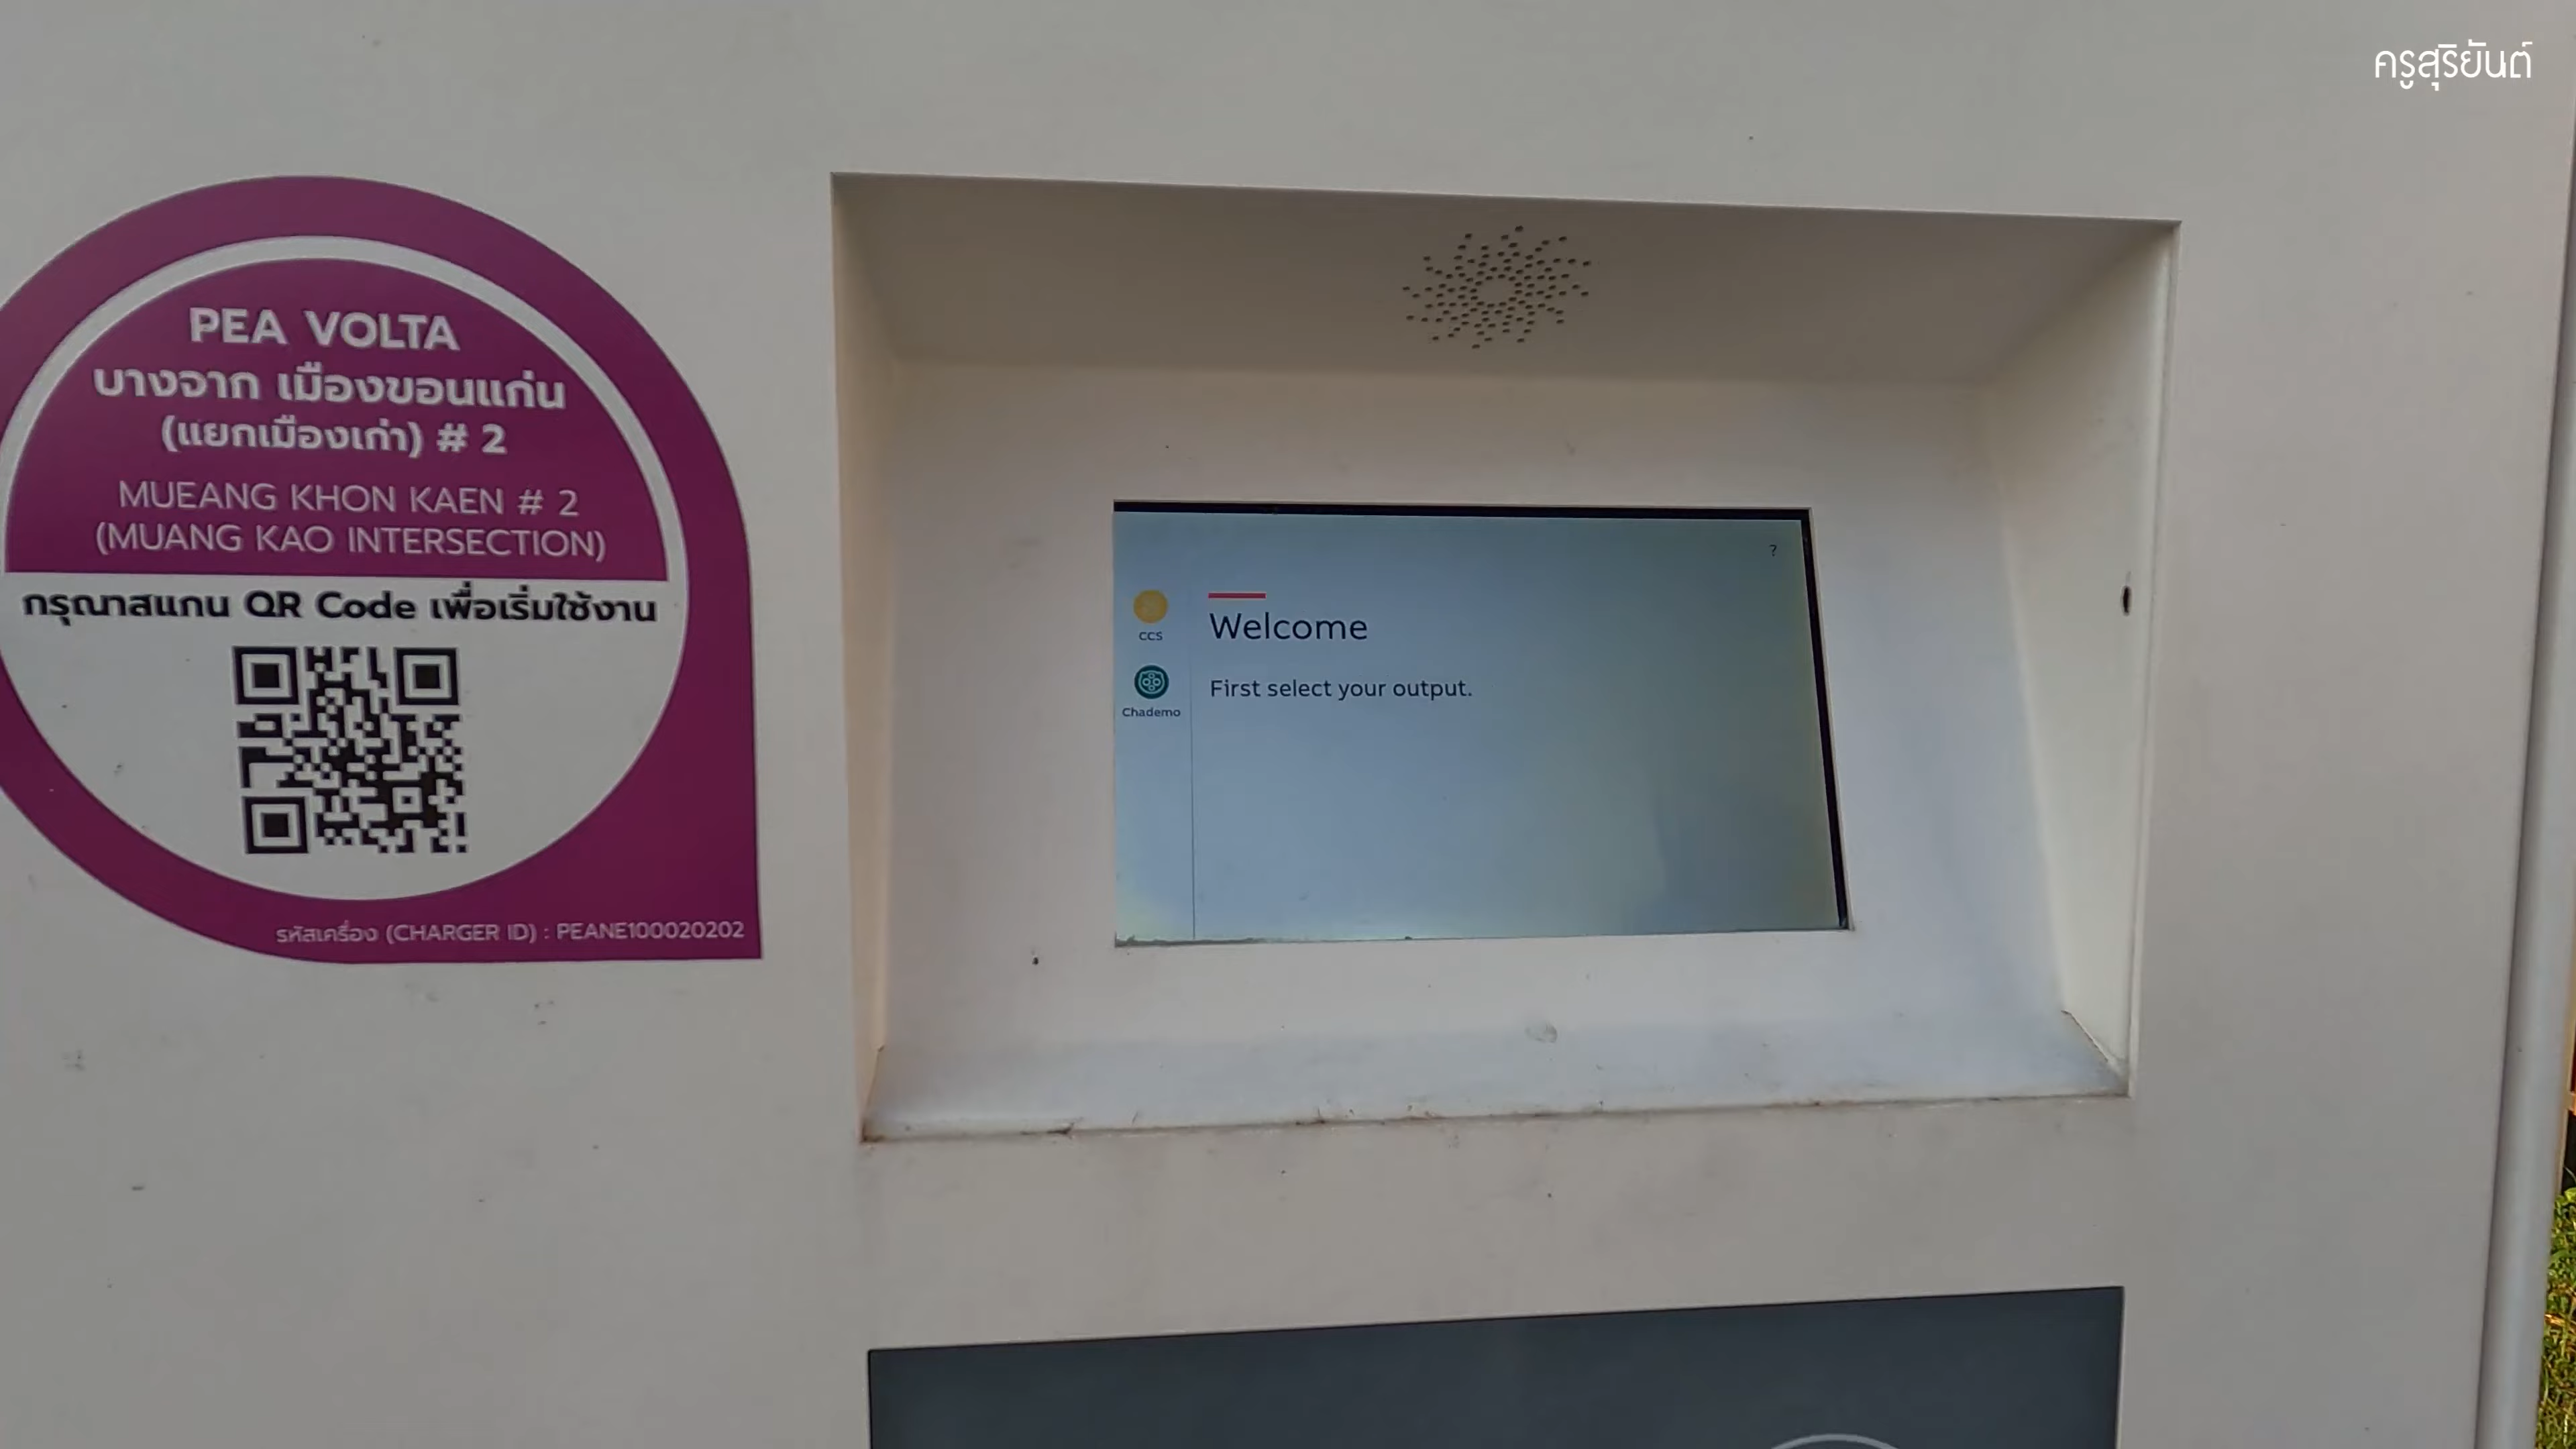 ครูสุริยันต์
PEA VOLTA
บางจาก เมืองขอนแก่น
(แยกเมืองเก่า) # 2
MUEANG KHON KAEN # 2
(MUANG KAO INTERSECTION)
กรุณาสแกน QR Code เพื่อเริ่มใช้งาน
รหัสเครื่อง (CHARGER ID) : PEANE100020202
?
CCS
Chademo
Welcome
First select your output.